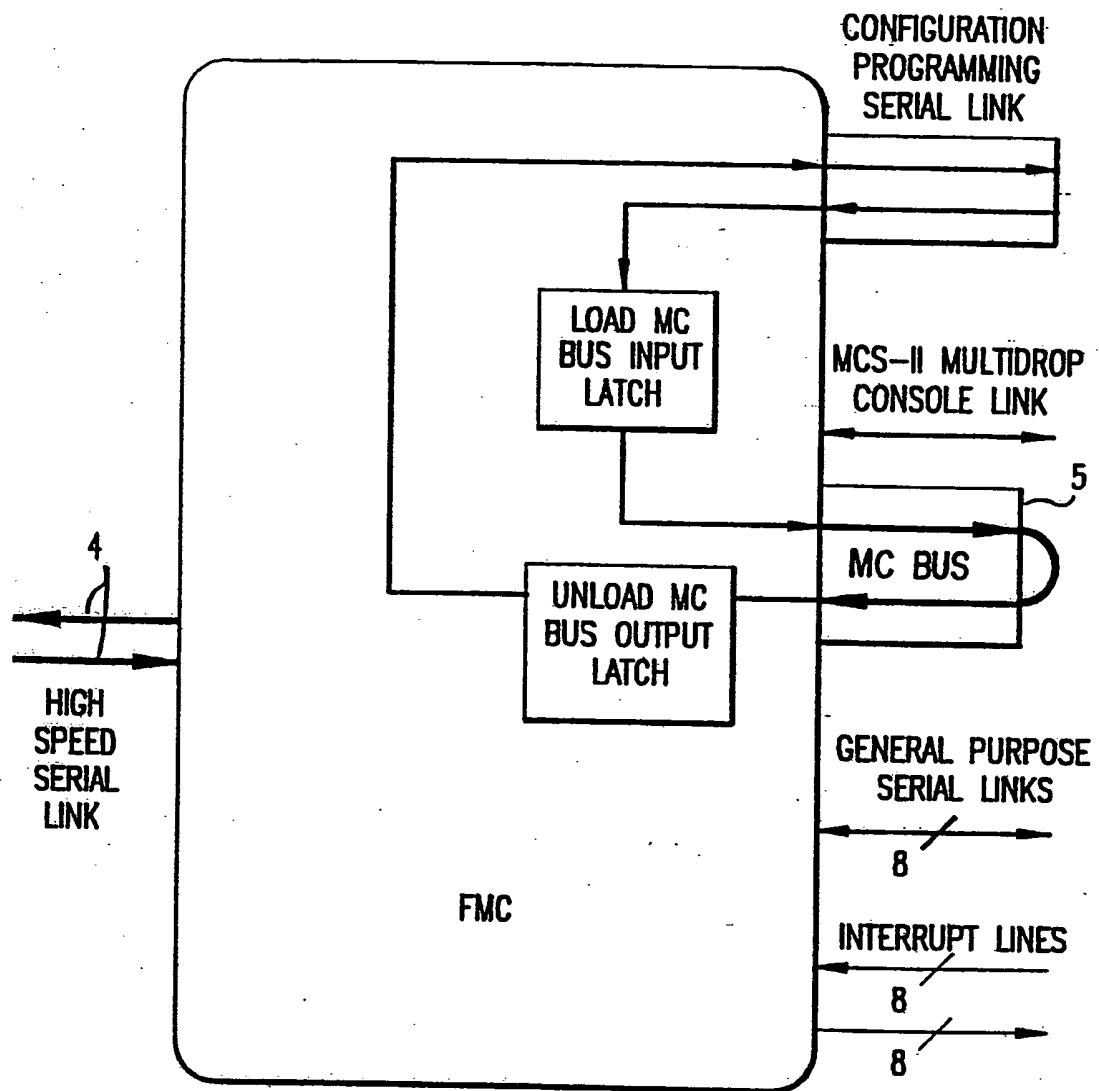 CONFIGURATION
PROGRAMMING
SERIAL LINK
LOAD MC
BUS INPUT
LATCH
MCS-II MULTIDROP
CONSOLE LINK
5
MC BUS
UNLOAD MC
BUS OUTPUT
LATCH
4
HIGH
SPEED
SERIAL
LINK
GENERAL PURPOSE
SERIAL LINKS
8
FMC
INTERRUPT LINES
8
8